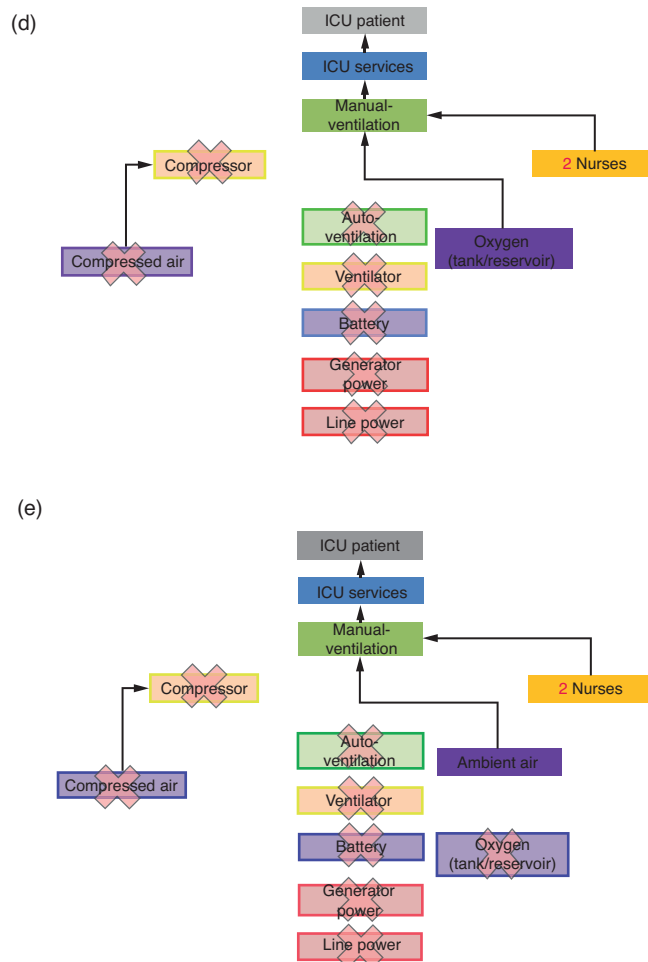 (d)
ICU patient
ICU services
Manual-
ventilation
Compressor
2 Nurses
Auto-
ventilation
Oxygen
(tank/reservoir)
Compressed air
Ventilator
Battery
Generator
power
Line power
(e)
ICU patient
ICU services
Manual-
ventilation
Compressor
2 Nurses
Auto-
ventilation
Ambient air
Compressed air
Ventilator
Battery
Oxygen
(tank/reservoir)
Generator
power
Line power